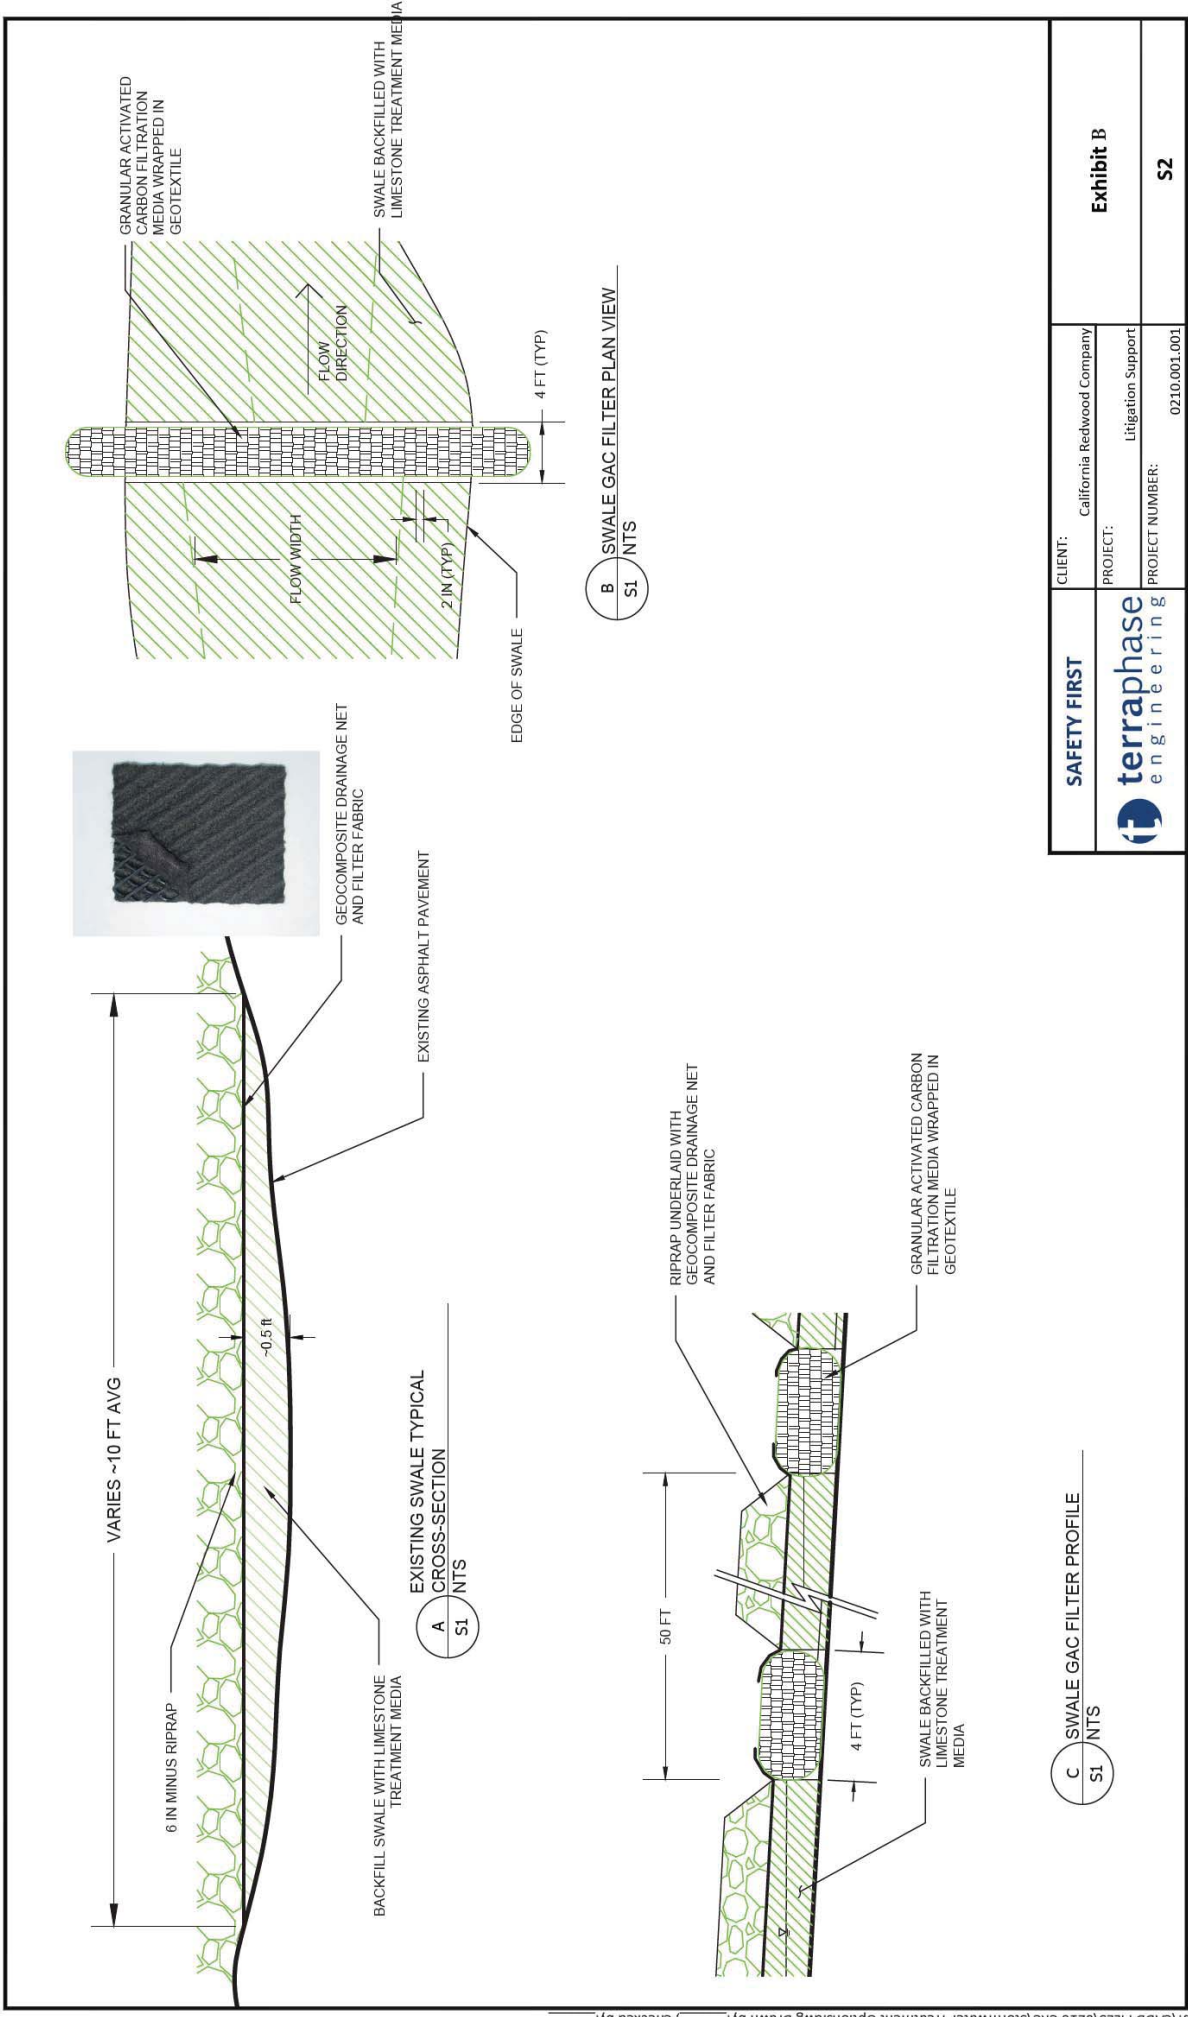 VARIES ~10 FT AVG
6 IN MINUS RIPRAP
~0.5 ft
BACKFILL SWALE WITH LIMESTONE
TREATMENT MEDIA
GEOCOMPOSITE DRAINAGE NET
AND FILTER FABRIC
EXISTING ASPHALT PAVEMENT
EXISTING SWALE TYPICAL
CROSS-SECTION
NTS
A
S1
GRANULAR ACTIVATED
CARBON FILTRATION
MEDIA WRAPPED IN
GEOTEXTILE
SWALE BACKFILLED WITH
LIMESTONE TREATMENT MEDIA
FLOW WIDTH
FLOW
DIRECTION
2 IN (TYP)
4 FT (TYP)
EDGE OF SWALE
SWALE GAC FILTER PLAN VIEW
NTS
B
S1
RIPRAP UNDERLAID WITH
GEOCOMPOSITE DRAINAGE NET
AND FILTER FABRIC
50 FT
4 FT (TYP)
GRANULAR ACTIVATED CARBON
FILTRATION MEDIA WRAPPED IN
GEOTEXTILE
SWALE BACKFILLED WITH
LIMESTONE TREATMENT
MEDIA
SWALE GAC FILTER PROFILE
NTS
C
S1
SAFETY FIRST
terraphase
engineering
CLIENT:
California Redwood Company
PROJECT:
Litigation Support
PROJECT NUMBER:
0210.001.001
Exhibit B
S2